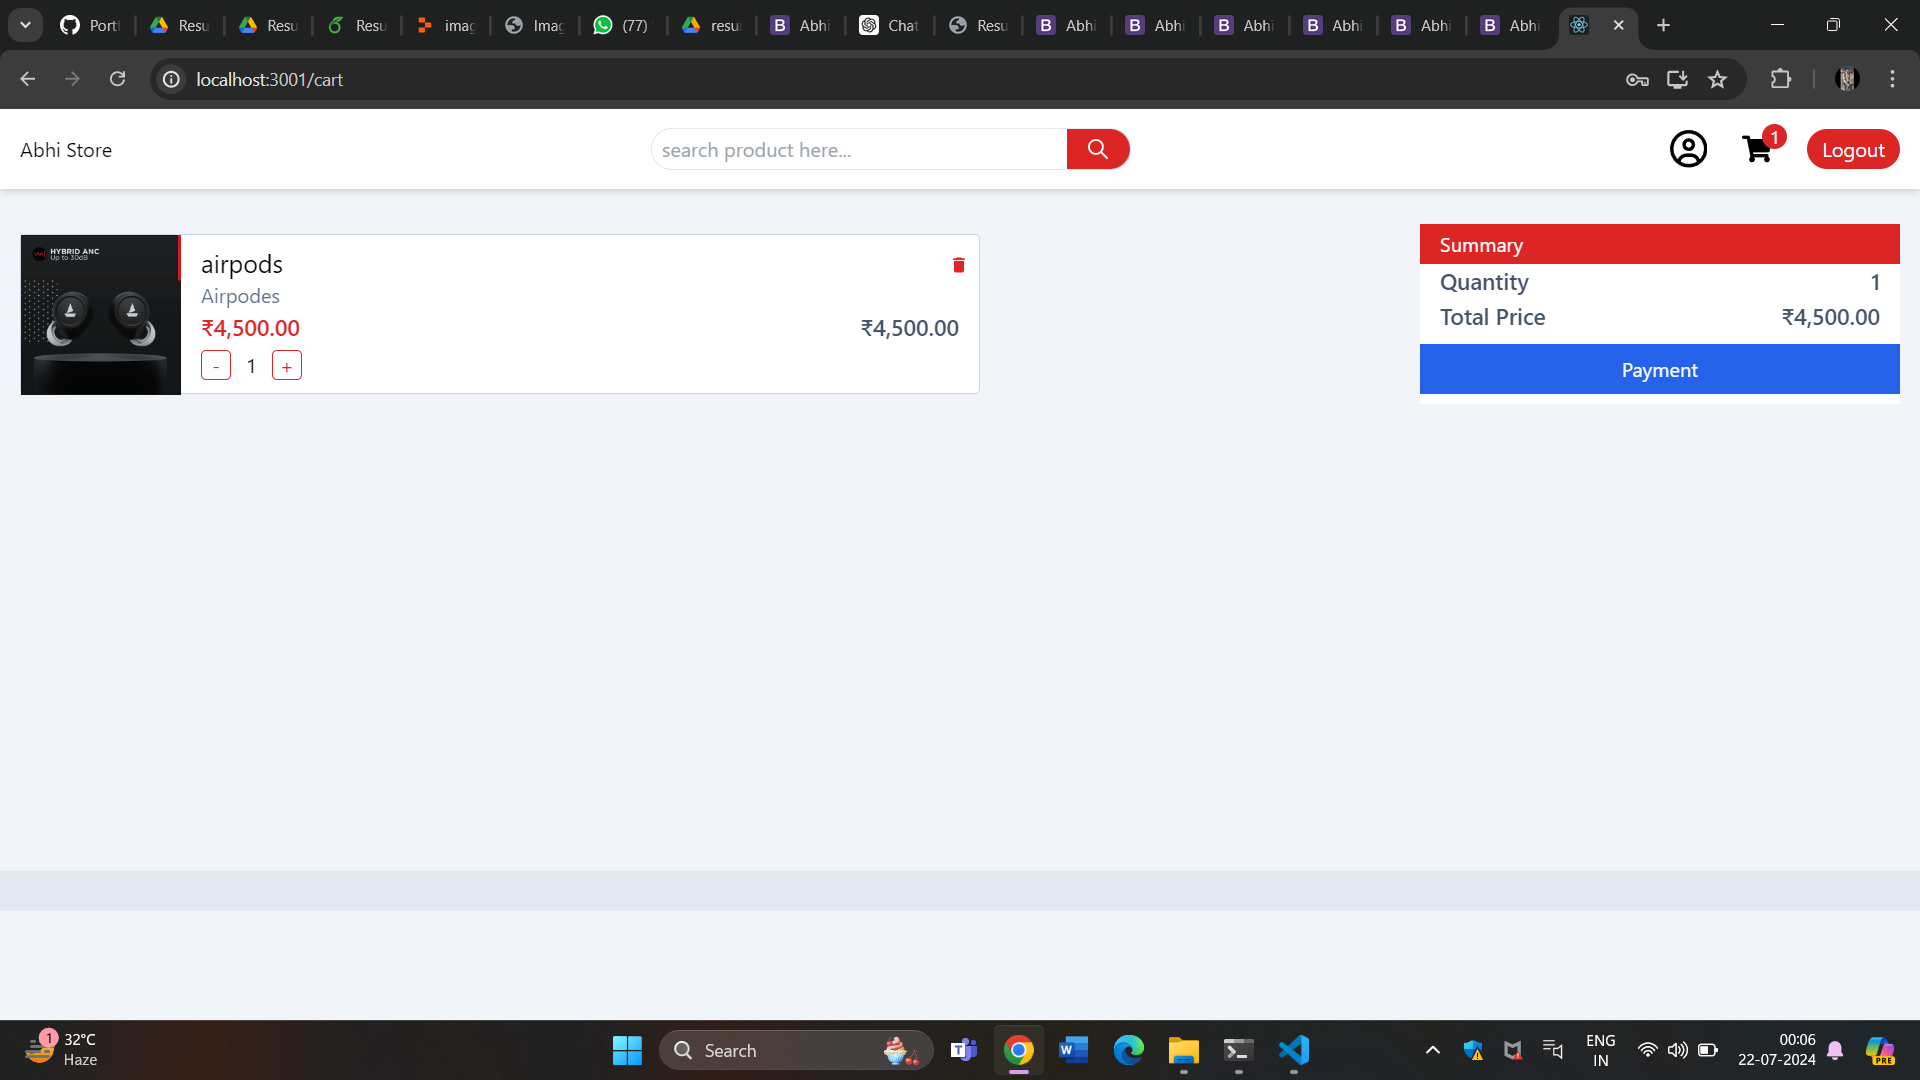 Portf Resu Resu Resu imag Imag (77) resu Abhi Chat Resu Abhi Abhi Abhi Abhi Abhi Abhi
localhost:3001/cart
Abhi Store search product here... 1 Logout
HYBRID ANC
Up to 30dB
airpods
Airpodes
₹4,500.00 ₹4,500.00
- 1 +
Summary
Quantity 1
Total Price ₹4,500.00
Payment
1 32°C
Haze
Search
ENG
IN
00:06
22-07-2024
PRE